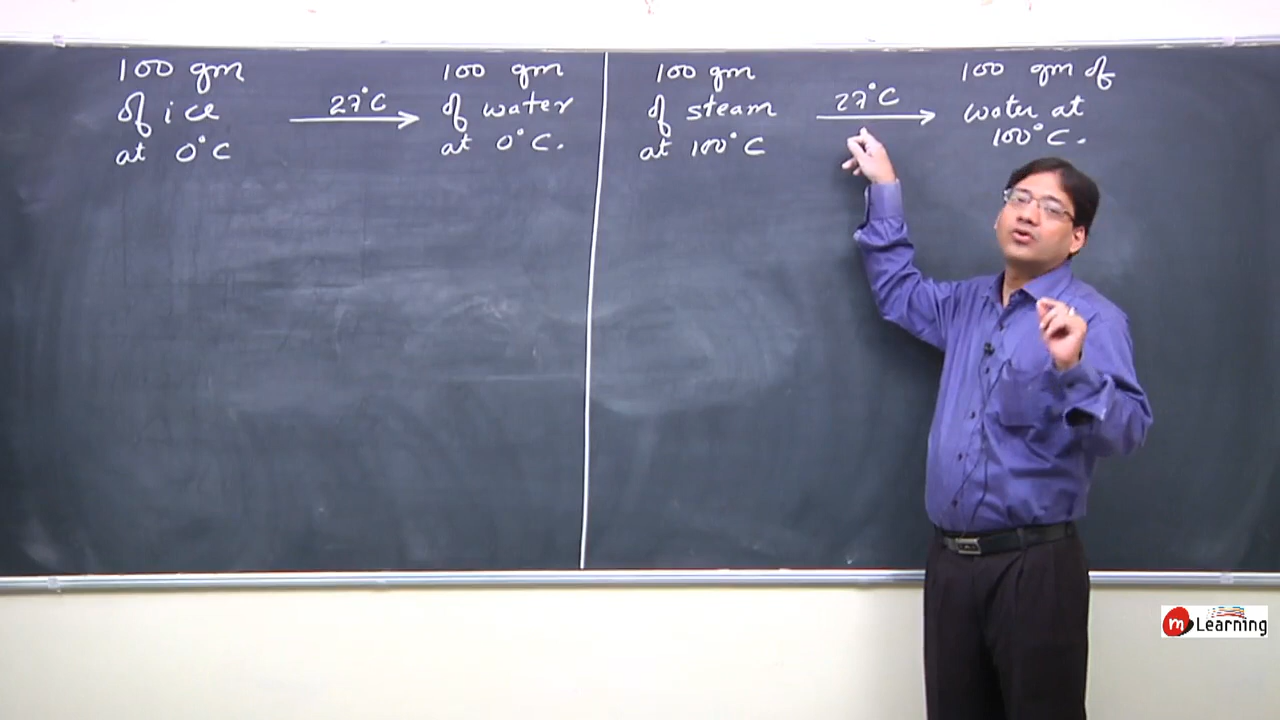 100 gm
of ice
at 0°C
27°C
100 gm
of water
at 0°C.
100 gm
of steam
at 100°C
27°C
100 gm of
water at
100°C.
m Learning